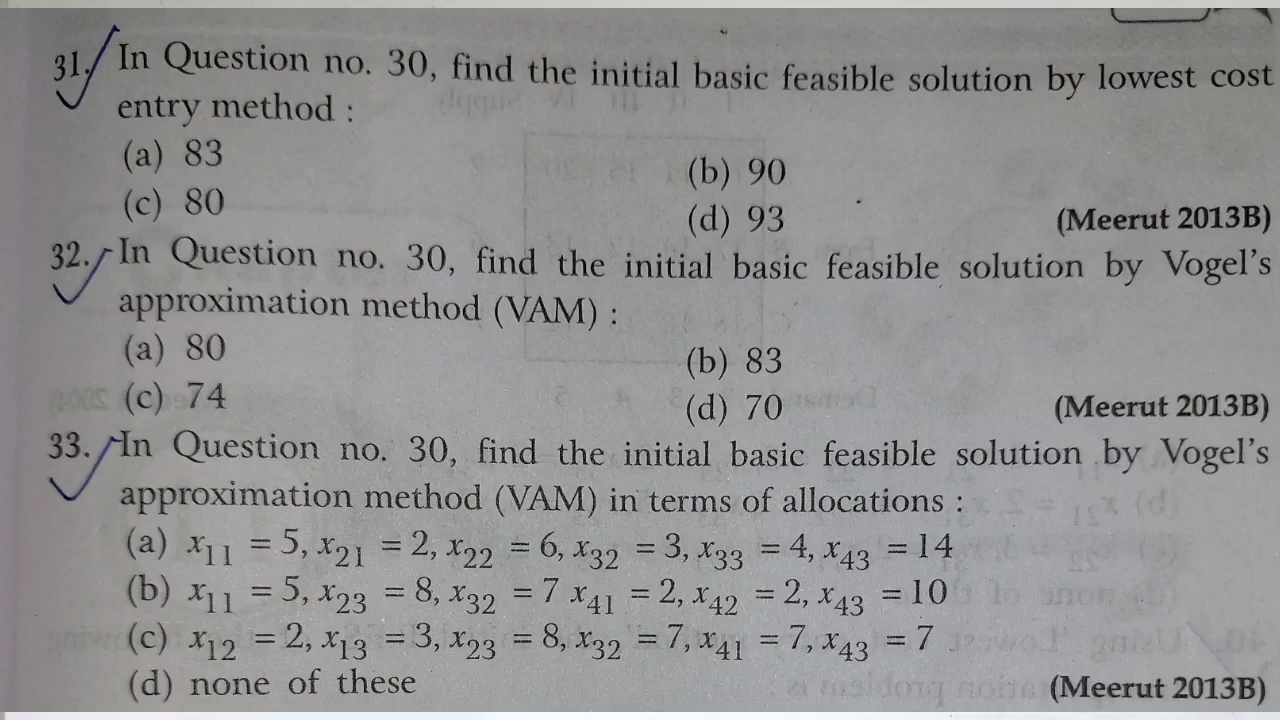 31. In Question no. 30, find the initial basic feasible solution by lowest cost
entry method :
(a) 83 (b) 90
(c) 80 (d) 93 (Meerut 2013B)
32. In Question no. 30, find the initial basic feasible solution by Vogel's
approximation method (VAM) :
(a) 80 (b) 83
(c) 74 (d) 70 (Meerut 2013B)
33. In Question no. 30, find the initial basic feasible solution by Vogel's
approximation method (VAM) in terms of allocations :
(a) x₁₁ = 5, x₂₁ = 2, x₂₂ = 6, x₃₂ = 3, x₃₃ = 4, x₄₃ = 14
(b) x₁₁ = 5, x₂₃ = 8, x₃₂ = 7 x₄₁ = 2, x₄₂ = 2, x₄₃ = 10
(c) x₁₂ = 2, x₁₃ = 3, x₂₃ = 8, x₃₂ = 7, x₄₁ = 7, x₄₃ = 7
(d) none of these (Meerut 2013B)